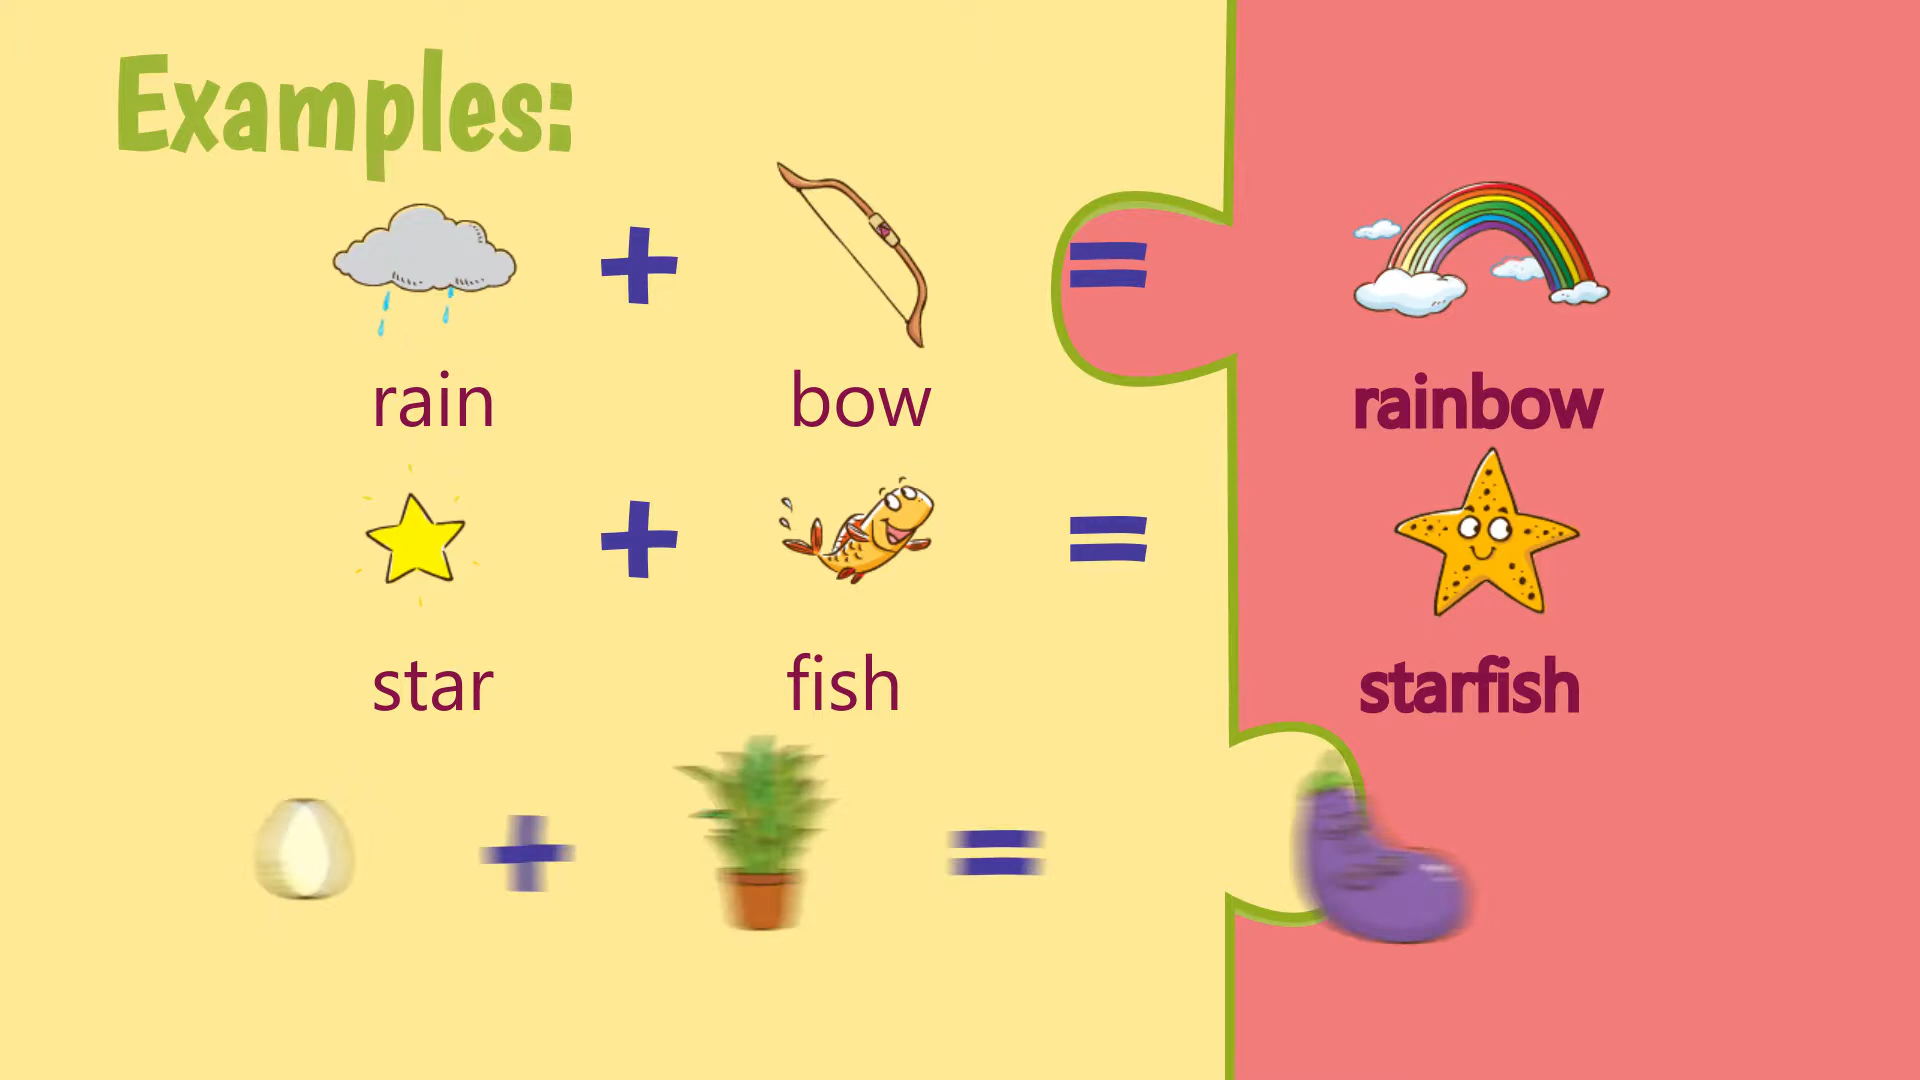 Examples:
+ =
rain bow rainbow
+ =
star fish starfish
+ =